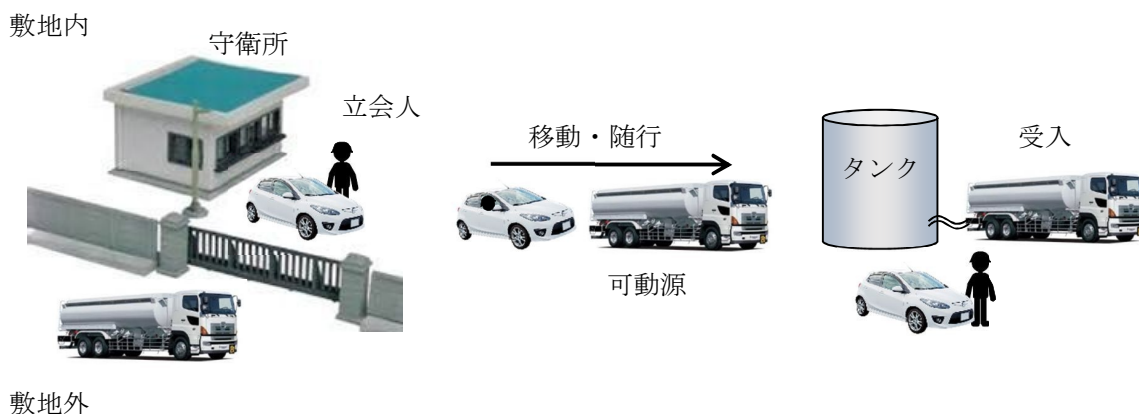 敷地内
守衛所
立会人
移動・随行
可動源
タンク
受入
敷地外